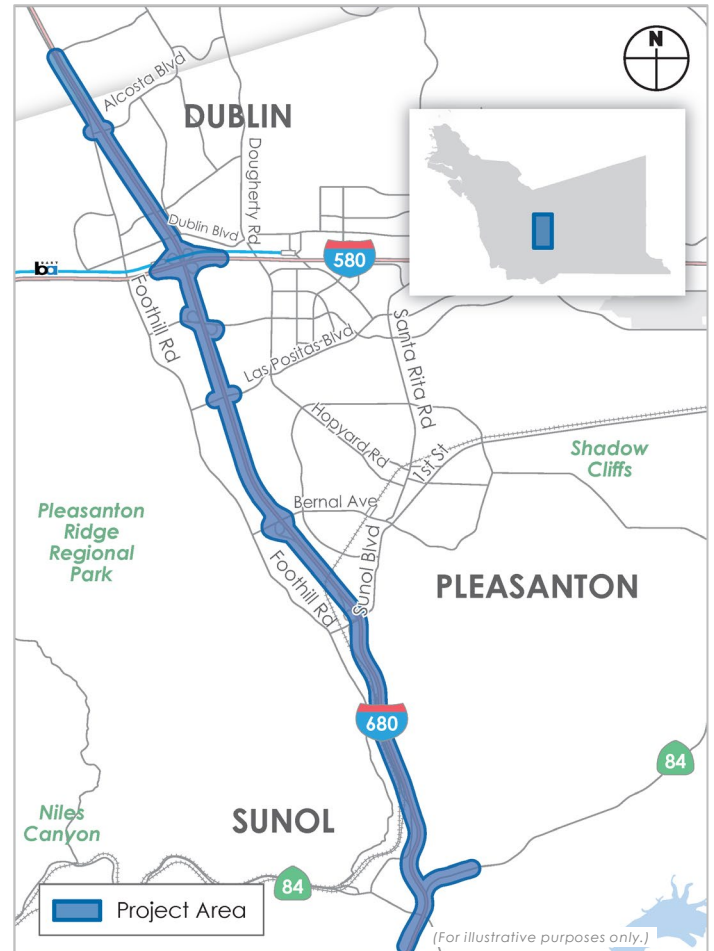 N
Alcosta Blvd
DUBLIN
Dougherty Rd
Dublin Blvd
580
ba
Foothill Rd
Las Positas Blvd
Santa Rita Rd
Hopyard Rd
1st St
Shadow
Cliffs
Bernal Ave
Pleasanton
Ridge
Regional
Park
Sunol Blvd
Foothill Rd
PLEASANTON
680
84
Niles
Canyon
SUNOL
84
Project Area
(For illustrative purposes only.)